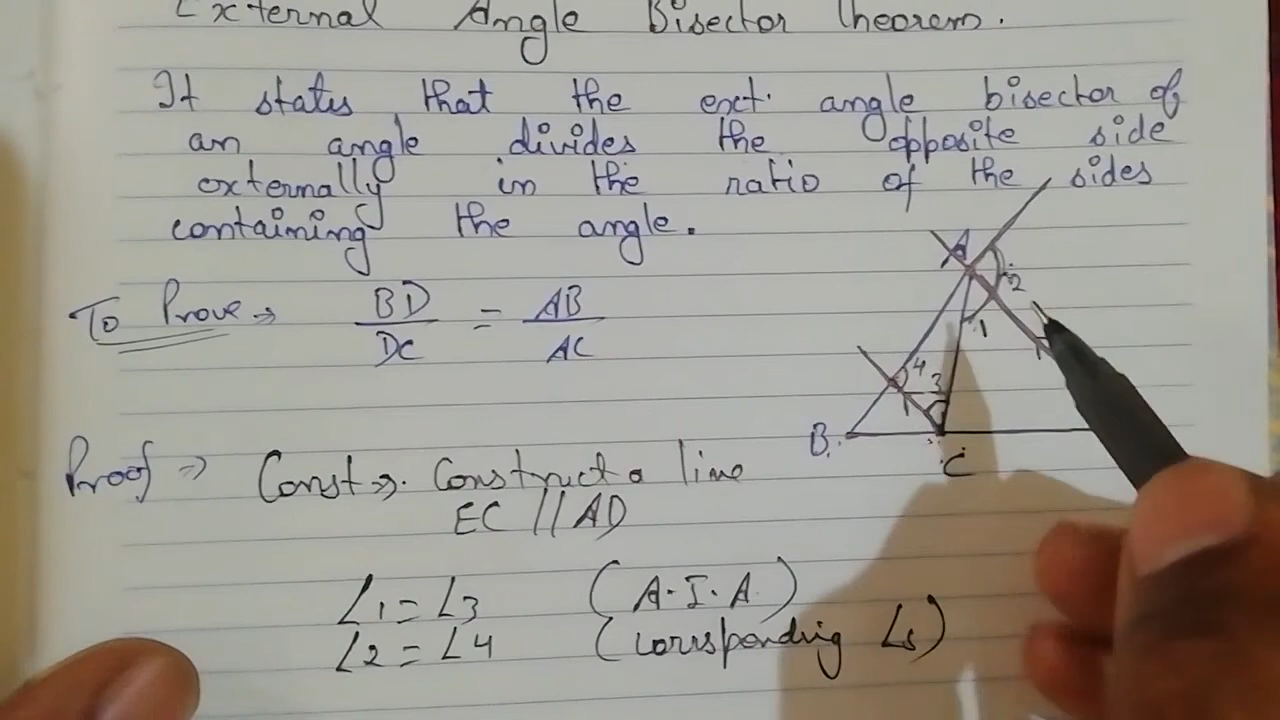 External Angle Bisector Theorem.
It states that the ext. angle bisector of
an angle divides the opposite side
externally in the ratio of the sides
containing the angle.
To Prove → BD/DC = AB/AC
A
2
1
4
3
B
C
Proof ⇒ Const ⇒. Construct a line
EC // AD
∠1 = ∠3 (A.I.A.)
∠2 = ∠4 (corresponding ∠s)